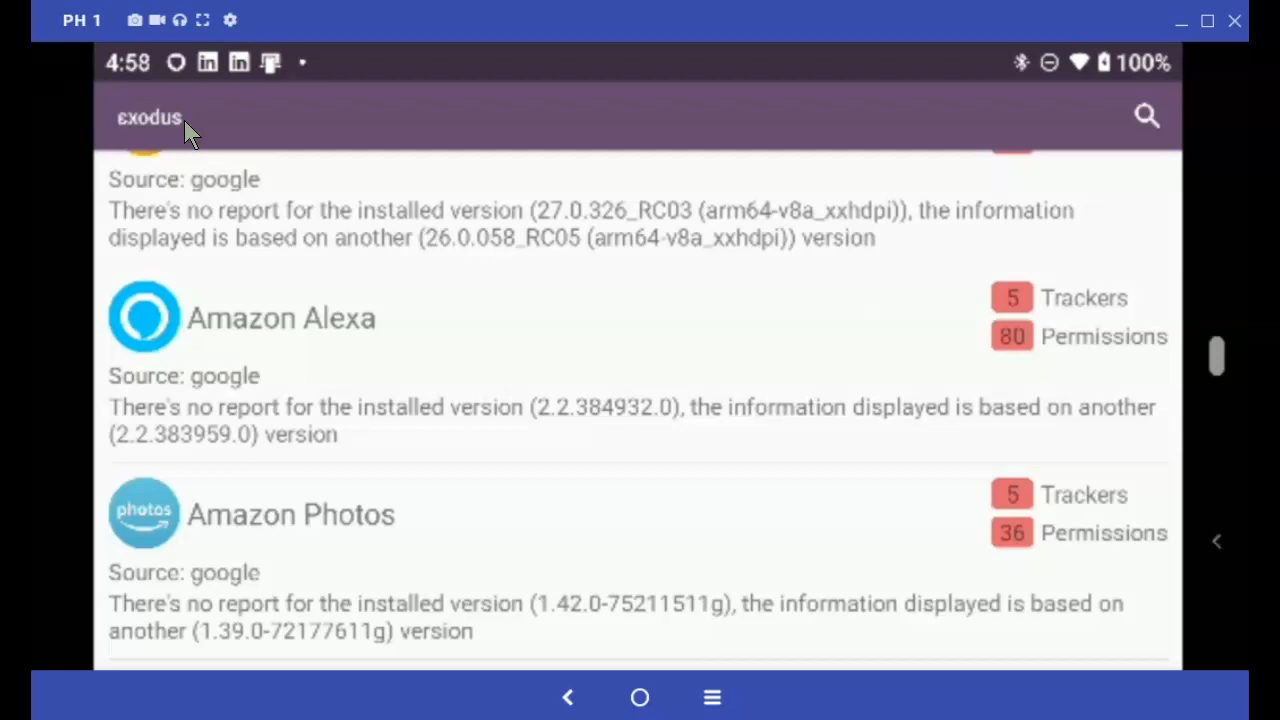 PH 1
4:58 100%
εxodus
Source: google
There's no report for the installed version (27.0.326_RC03 (arm64-v8a_xxhdpi)), the information
displayed is based on another (26.0.058_RC05 (arm64-v8a_xxhdpi)) version
Amazon Alexa
5 Trackers
80 Permissions
Source: google
There's no report for the installed version (2.2.384932.0), the information displayed is based on another
(2.2.383959.0) version
photos
Amazon Photos
5 Trackers
36 Permissions
Source: google
There's no report for the installed version (1.42.0-75211511g), the information displayed is based on
another (1.39.0-72177611g) version